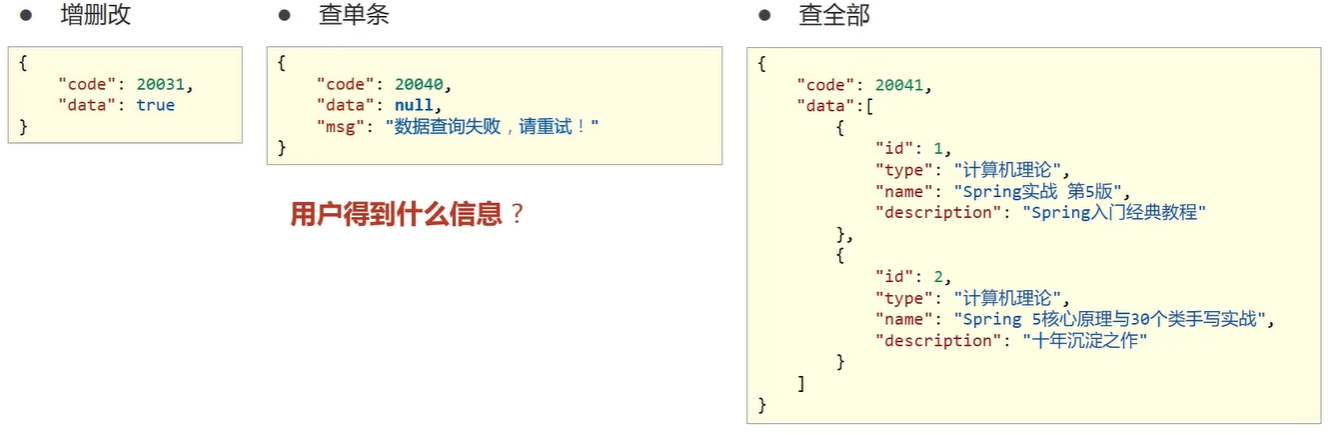 ● 增删改
{
    "code": 20031,
    "data": true
}
● 查单条
{
    "code": 20040,
    "data": null,
    "msg": "数据查询失败，请重试！"
}
用户得到什么信息？
● 查全部
{
    "code": 20041,
    "data":[
        {
            "id": 1,
            "type": "计算机理论",
            "name": "Spring实战 第5版",
            "description": "Spring入门经典教程"
        },
        {
            "id": 2,
            "type": "计算机理论",
            "name": "Spring 5核心原理与30个类手写实战",
            "description": "十年沉淀之作"
        }
    ]
}